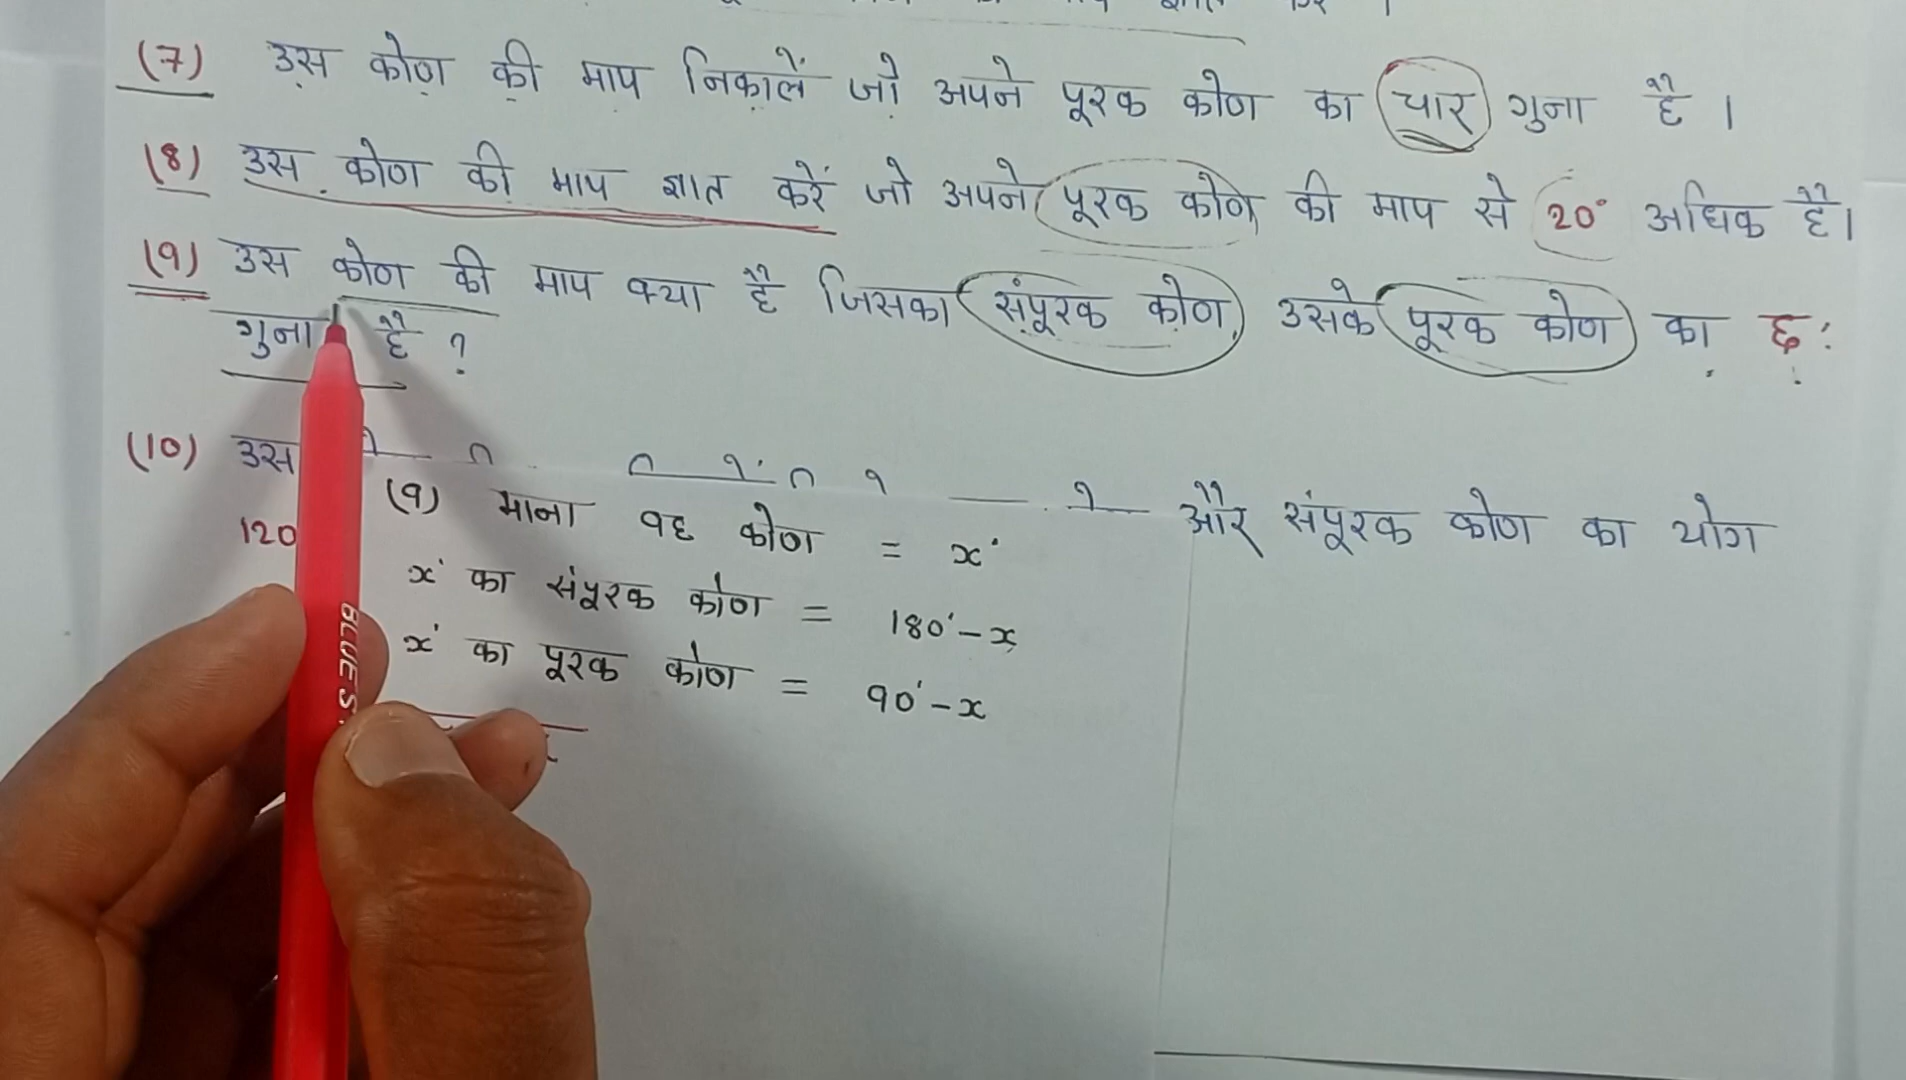 (7) उस कोण की माप निकालें जो अपने पूरक कोण का चार गुना है ।
(8) उस कोण की माप ज्ञात करें जो अपने पूरक कोण की माप से 20° अधिक है।
(9) उस कोण की माप क्या है जिसका संपूरक कोण उसके पूरक कोण का छः
गुना है ?
(10) उस
और संपूरक कोण का योग
120
(9) माना वह कोण = x°
x° का संपूरक कोण = 180° - x
x° का पूरक कोण = 90° - x
BLUE S